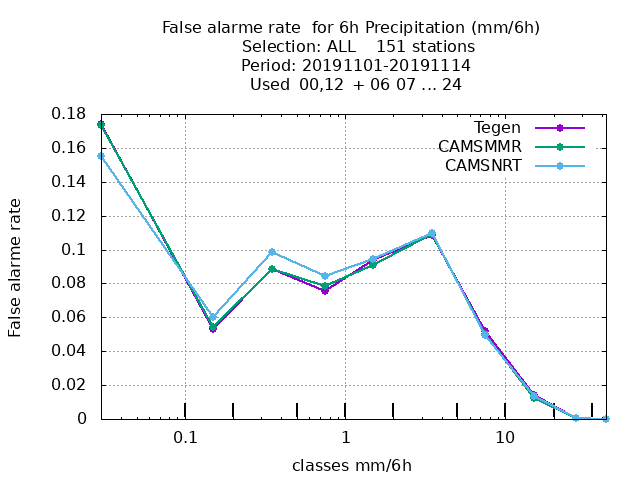 False alarme rate  for 6h Precipitation (mm/6h)
Selection: ALL    151 stations
Period: 20191101-20191114
Used  00,12  + 06 07 ... 24
Tegen
CAMSMMR
CAMSNRT
False alarme rate
0.18
0.16
0.14
0.12
0.1
0.08
0.06
0.04
0.02
0
0.1
1
10
classes mm/6h